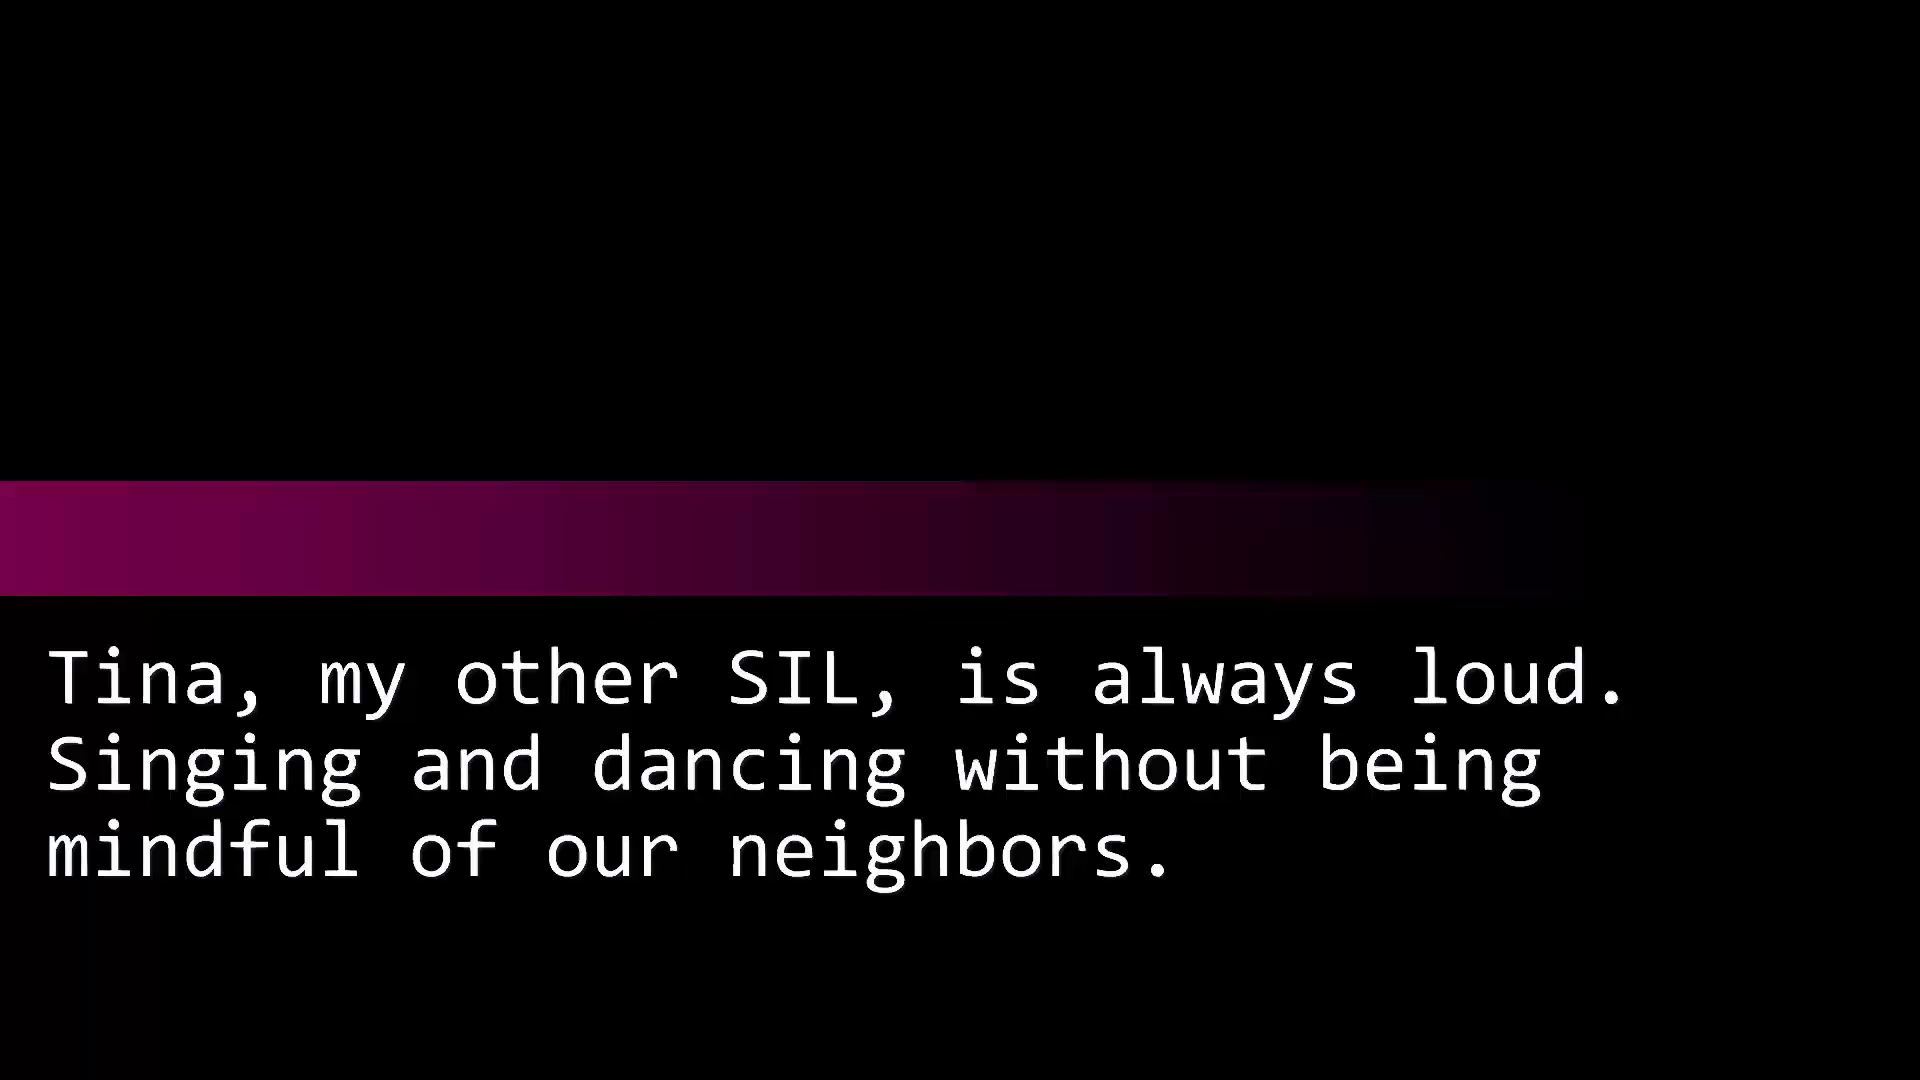 Tina, my other SIL, is always loud.
Singing and dancing without being
mindful of our neighbors.